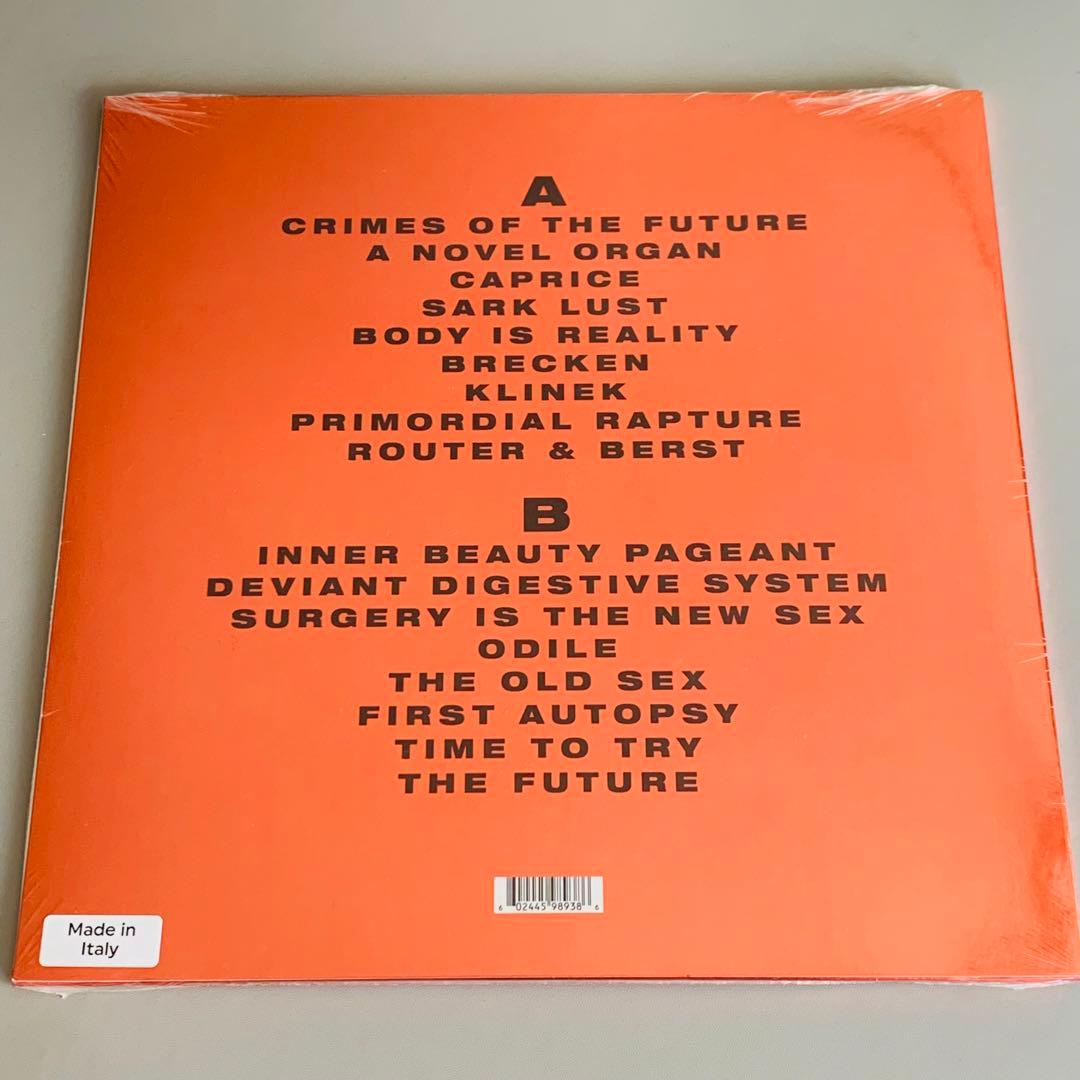 A
CRIMES OF THE FUTURE
A NOVEL ORGAN
CAPRICE
SARK LUST
BODY IS REALITY
BRECKEN
KLINEK
PRIMORDIAL RAPTURE
ROUTER & BERST
B
INNER BEAUTY PAGEANT
DEVIANT DIGESTIVE SYSTEM
SURGERY IS THE NEW SEX
ODILE
THE OLD SEX
FIRST AUTOPSY
TIME TO TRY
THE FUTURE
6 02445 98938 6
Made in
Italy